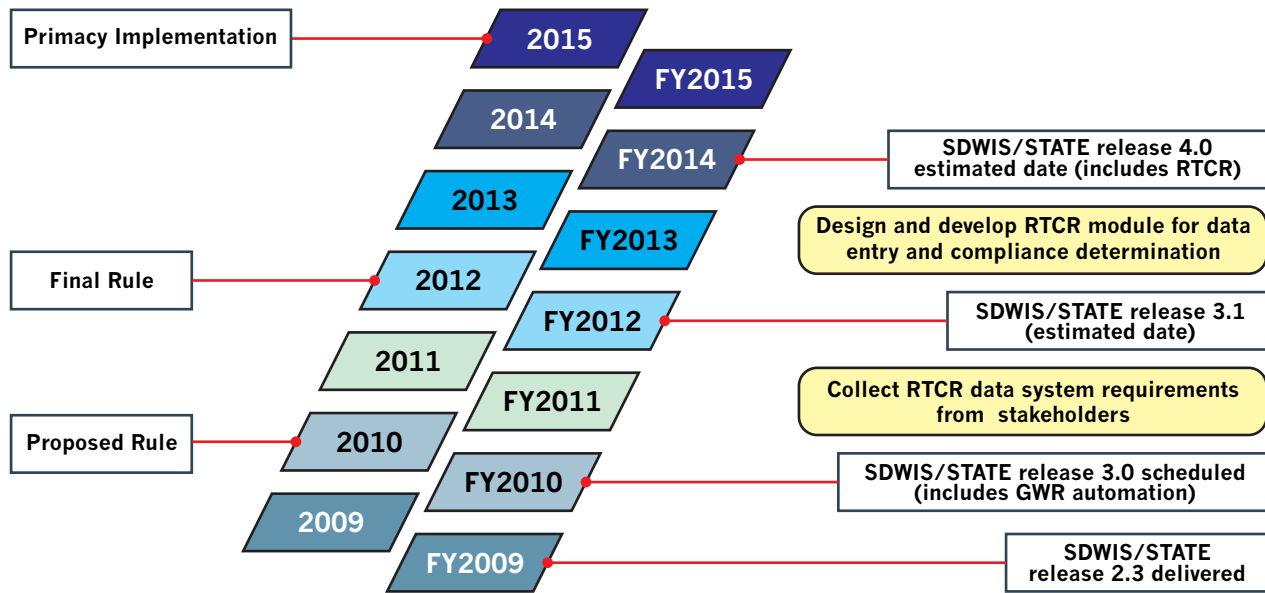 Primacy Implementation
2015
FY2015
2014
FY2014
SDWIS/STATE release 4.0
estimated date (includes RTCR)
2013
FY2013
Design and develop RTCR module for data
entry and compliance determination
Final Rule
2012
FY2012
SDWIS/STATE release 3.1
(estimated date)
2011
FY2011
Collect RTCR data system requirements
from stakeholders
Proposed Rule
2010
FY2010
SDWIS/STATE release 3.0 scheduled
(includes GWR automation)
2009
FY2009
SDWIS/STATE
release 2.3 delivered